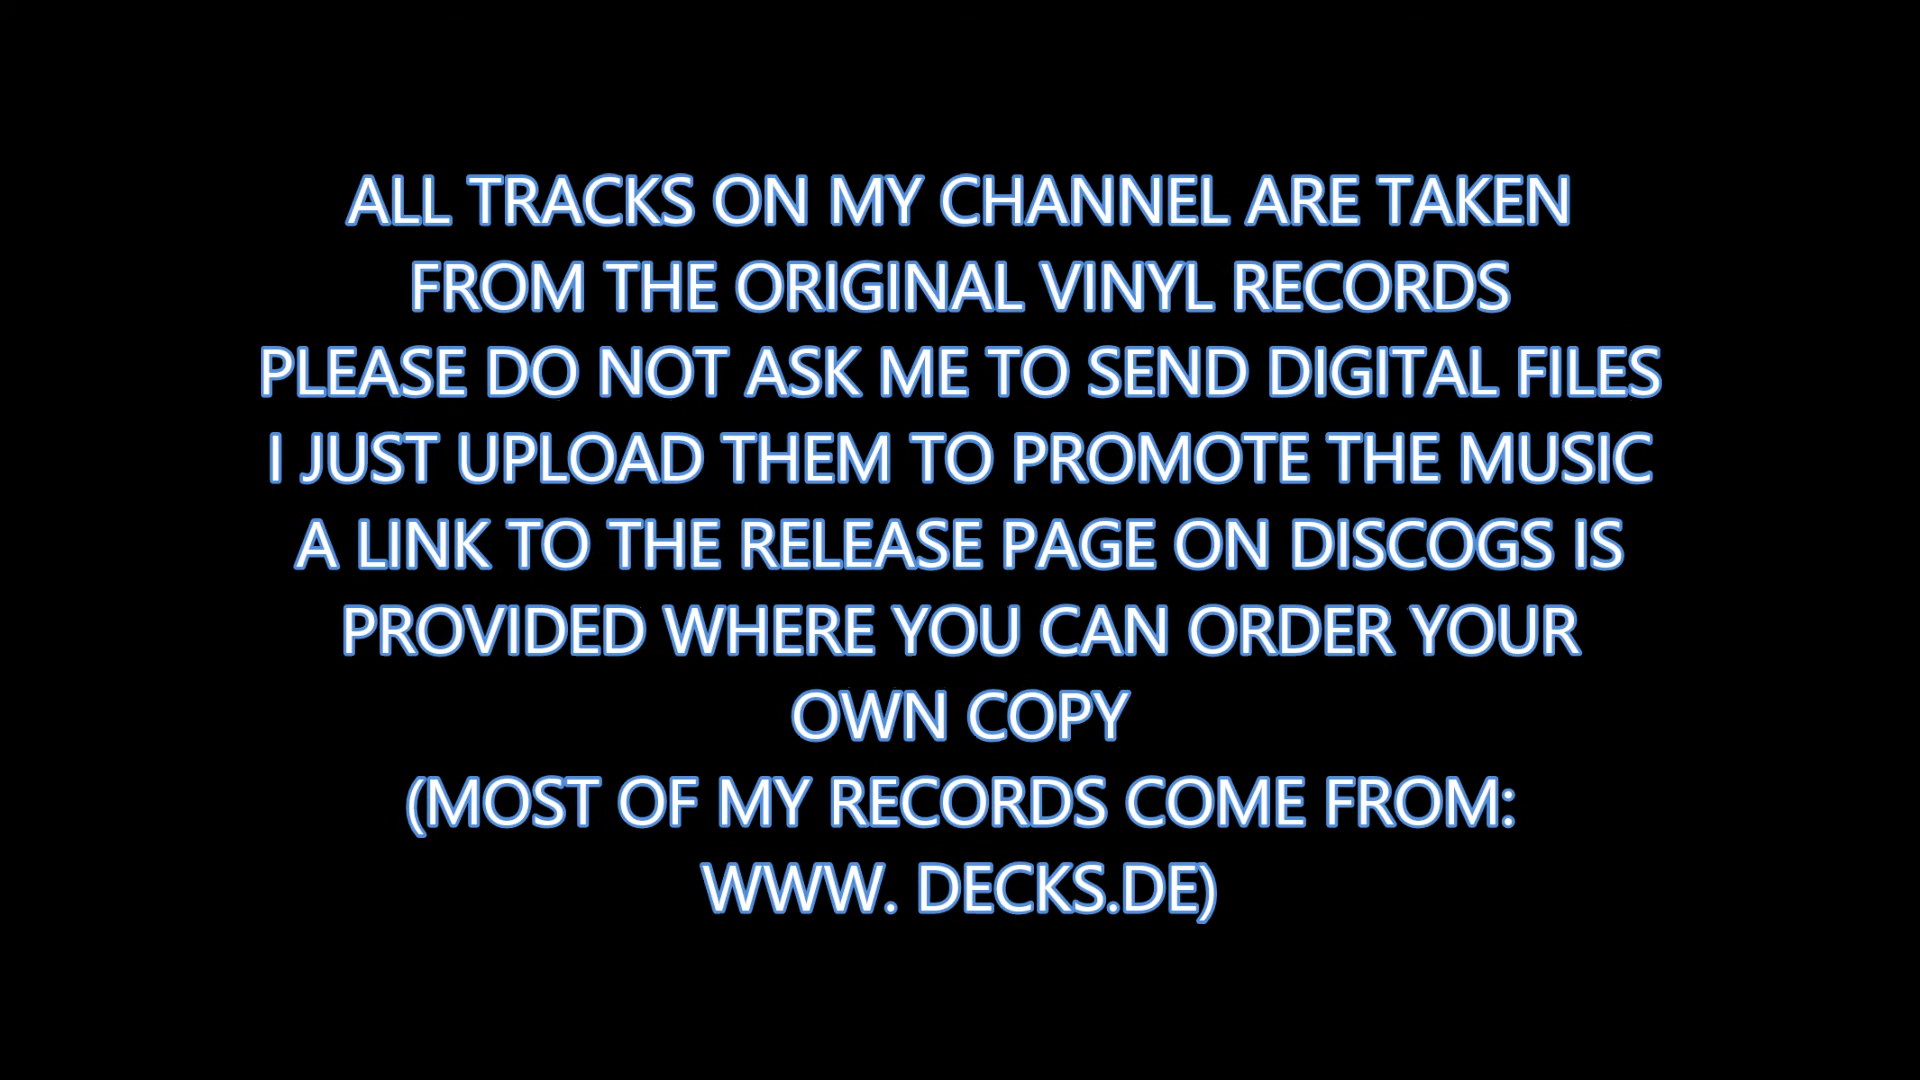 ALL TRACKS ON MY CHANNEL ARE TAKEN
FROM THE ORIGINAL VINYL RECORDS
PLEASE DO NOT ASK ME TO SEND DIGITAL FILES
I JUST UPLOAD THEM TO PROMOTE THE MUSIC
A LINK TO THE RELEASE PAGE ON DISCOGS IS
PROVIDED WHERE YOU CAN ORDER YOUR
OWN COPY
(MOST OF MY RECORDS COME FROM:
WWW. DECKS.DE)